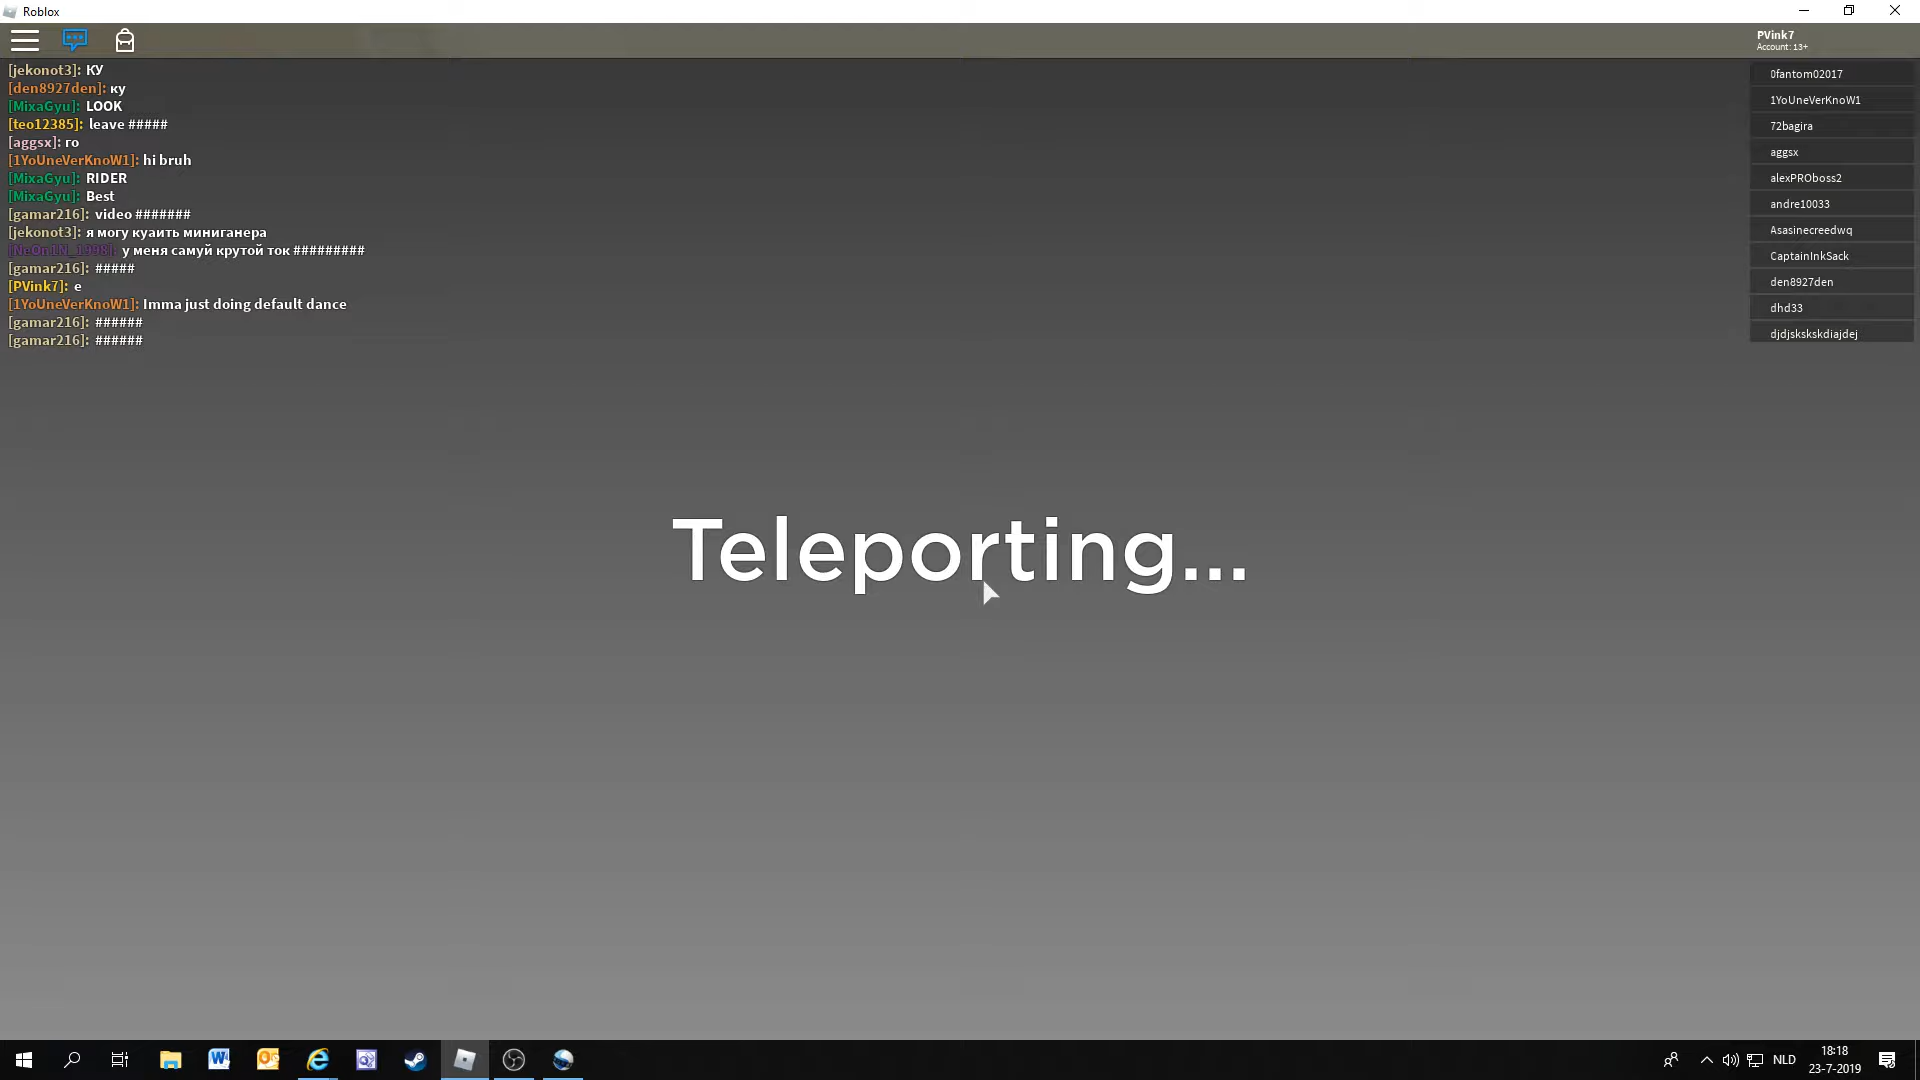 Roblox
PVink7
Account: 13+
[jekonot3]: КУ
[den8927den]: ку
[MixaGyu]: LOOK
[teo12385]: leave #####
[aggsx]: го
[1YoUneVerKnoW1]: hi bruh
[MixaGyu]: RIDER
[MixaGyu]: Best
[gamar216]: video #######
[jekonot3]: я могу куаить миниганера
[NeOn1N_1998]: у меня самуй крутой ток #########
[gamar216]: #####
[PVink7]: e
[1YoUneVerKnoW1]: Imma just doing default dance
[gamar216]: ######
[gamar216]: ######
0fantom02017
1YoUneVerKnoW1
72bagira
aggsx
alexPROboss2
andre10033
Asasinecreedwq
CaptainInkSack
den8927den
dhd33
djdjskskskdiajdej
Teleporting...
NLD
18:18
23-7-2019